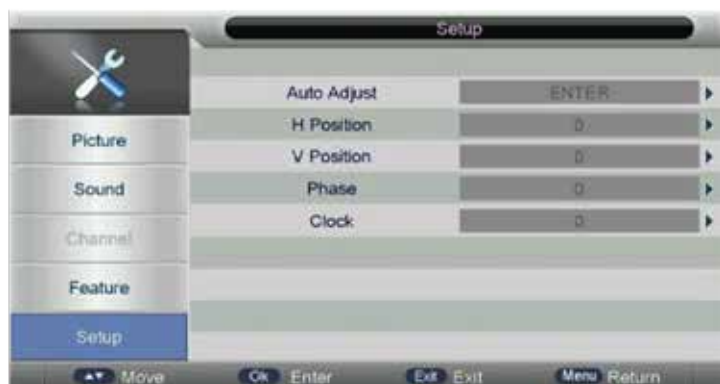 Setup
Auto Adjust ENTER
H Position 0
V Position 0
Phase 0
Clock 0
Picture
Sound
Channel
Feature
Setup
Move Ok Enter Exit Exit Menu Return